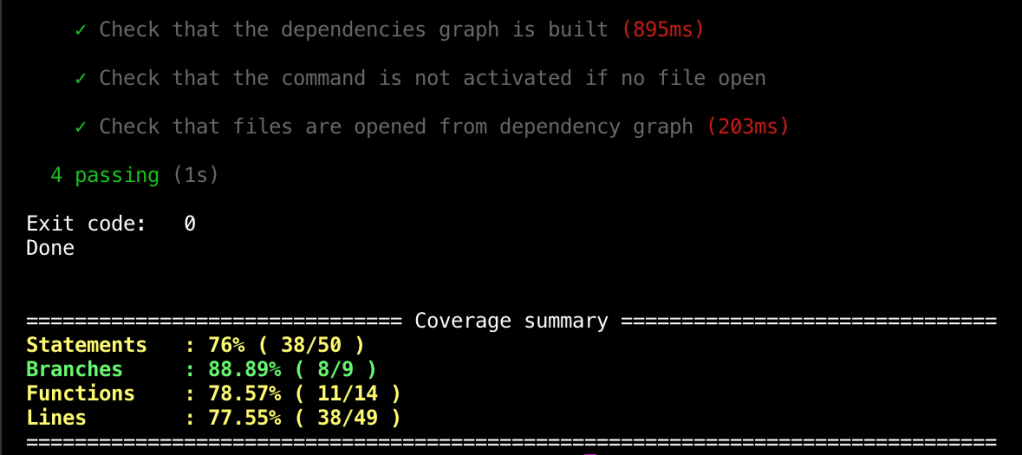 ✓ Check that the dependencies graph is built (895ms)
✓ Check that the command is not activated if no file open
✓ Check that files are opened from dependency graph (203ms)
4 passing (1s)
Exit code:   0
Done
=============================== Coverage summary ===============================
Statements   : 76% ( 38/50 )
Branches     : 88.89% ( 8/9 )
Functions    : 78.57% ( 11/14 )
Lines        : 77.55% ( 38/49 )
================================================================================